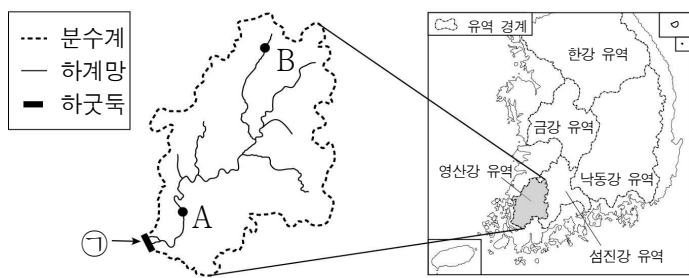 분수계
하계망
하굿둑
B
A
㉠
유역 경계
한강 유역
금강 유역
영산강 유역
낙동강 유역
섬진강 유역